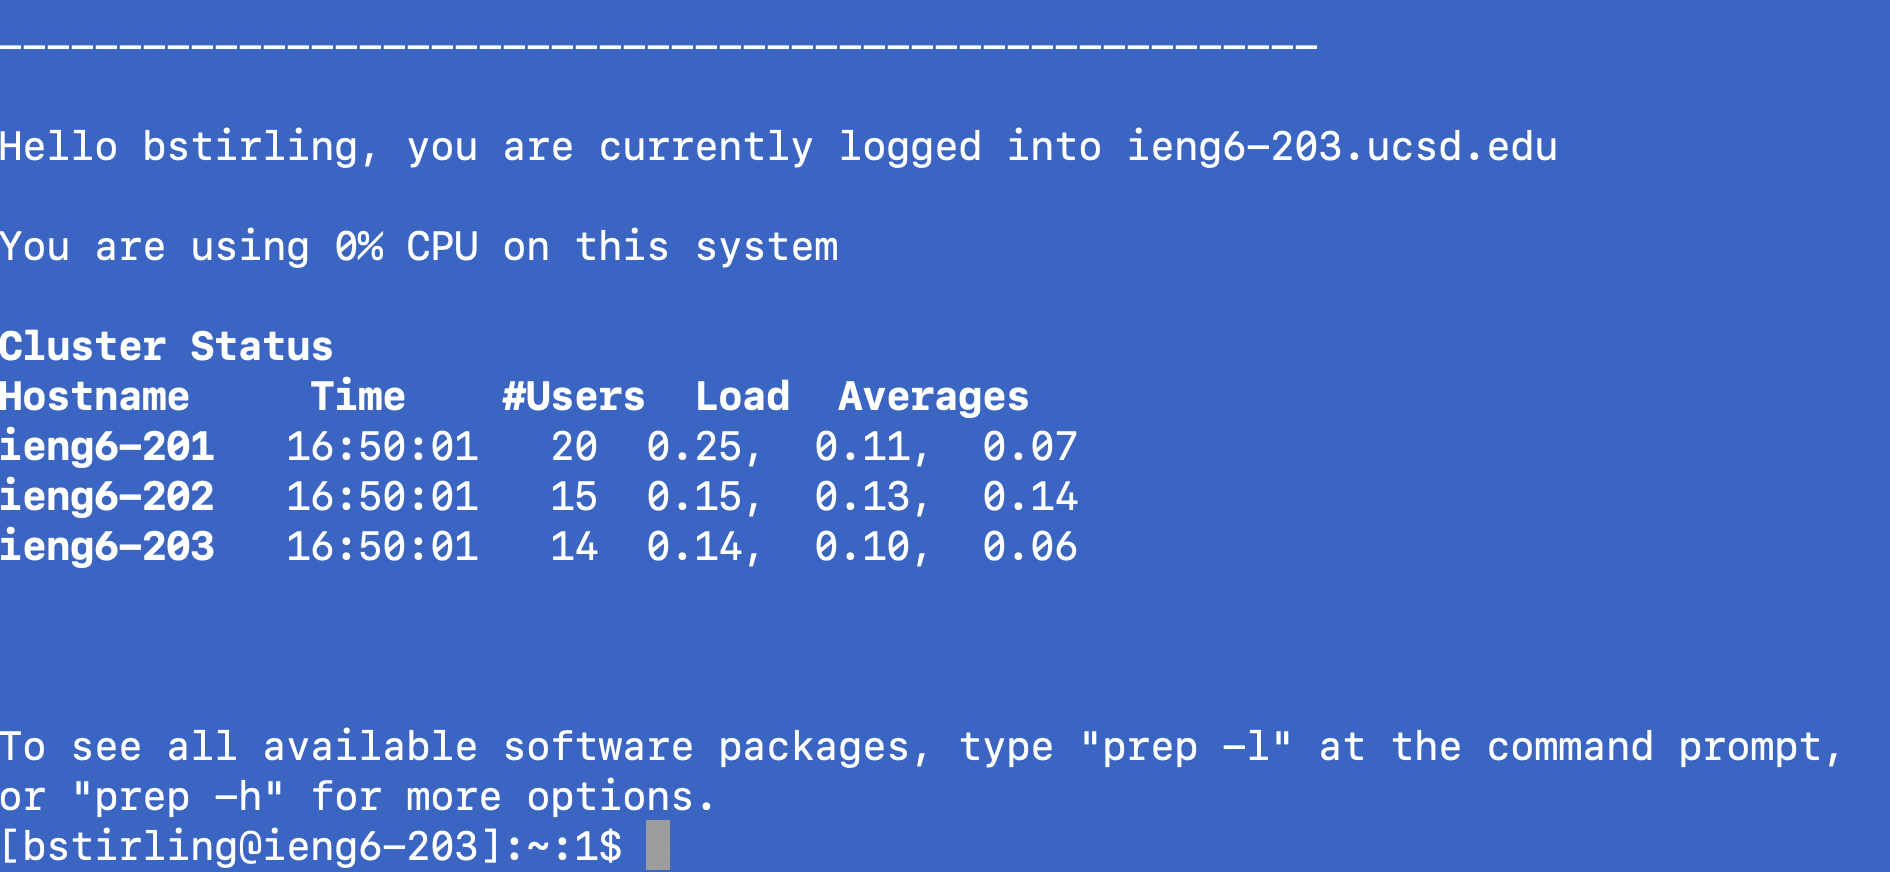 Hello bstirling, you are currently logged into ieng6-203.ucsd.edu
You are using 0% CPU on this system
Cluster Status
Hostname     Time    #Users  Load  Averages
ieng6-201   16:50:01   20  0.25,  0.11,  0.07
ieng6-202   16:50:01   15  0.15,  0.13,  0.14
ieng6-203   16:50:01   14  0.14,  0.10,  0.06
To see all available software packages, type "prep -l" at the command prompt,
or "prep -h" for more options.
[bstirling@ieng6-203]:~:1$